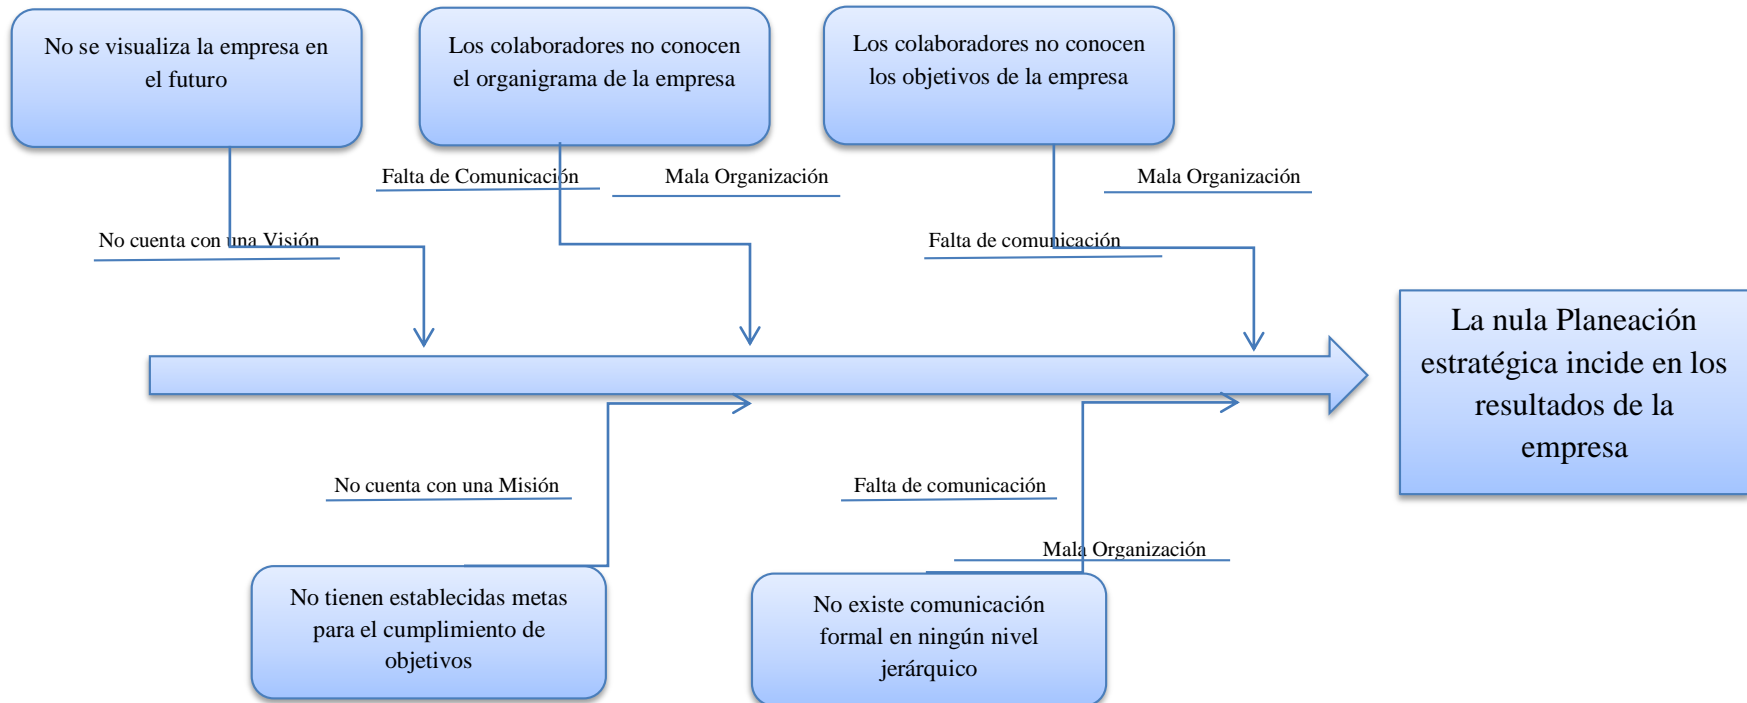 No se visualiza la empresa en
el futuro
Los colaboradores no conocen
el organigrama de la empresa
Los colaboradores no conocen
los objetivos de la empresa
Falta de Comunicación
Mala Organización
Mala Organización
No cuenta con una Visión
Falta de comunicación
La nula Planeación
estratégica incide en los
resultados de la
empresa
No cuenta con una Misión
Falta de comunicación
Mala Organización
No tienen establecidas metas
para el cumplimiento de
objetivos
No existe comunicación
formal en ningún nivel
jerárquico